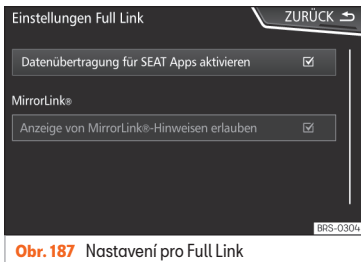 Einstellungen Full Link
ZURÜCK
Datenübertragung für SEAT Apps aktivieren
MirrorLink®
Anzeige von MirrorLink®-Hinweisen erlauben
BRS-0304
Obr. 187 Nastavení pro Full Link